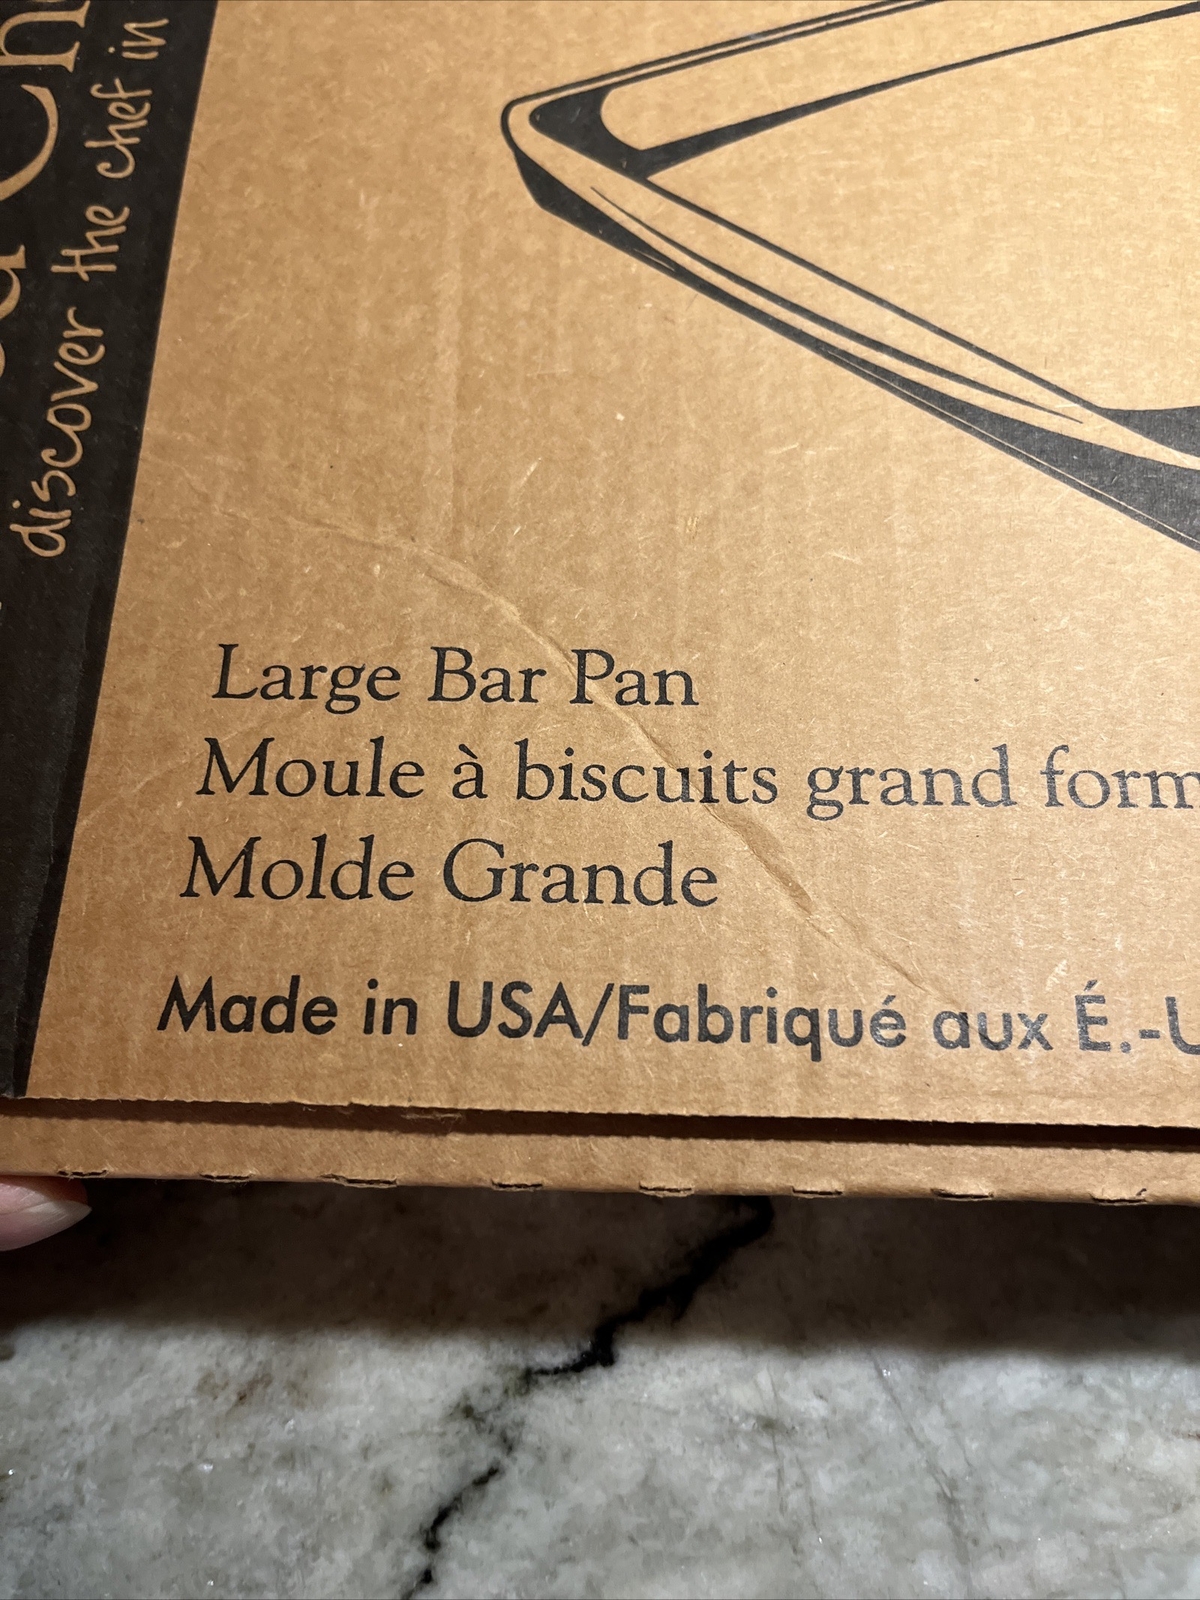 discover the chef in
Large Bar Pan
Moule à biscuits grand form
Molde Grande
Made in USA/Fabriqué aux É.-U